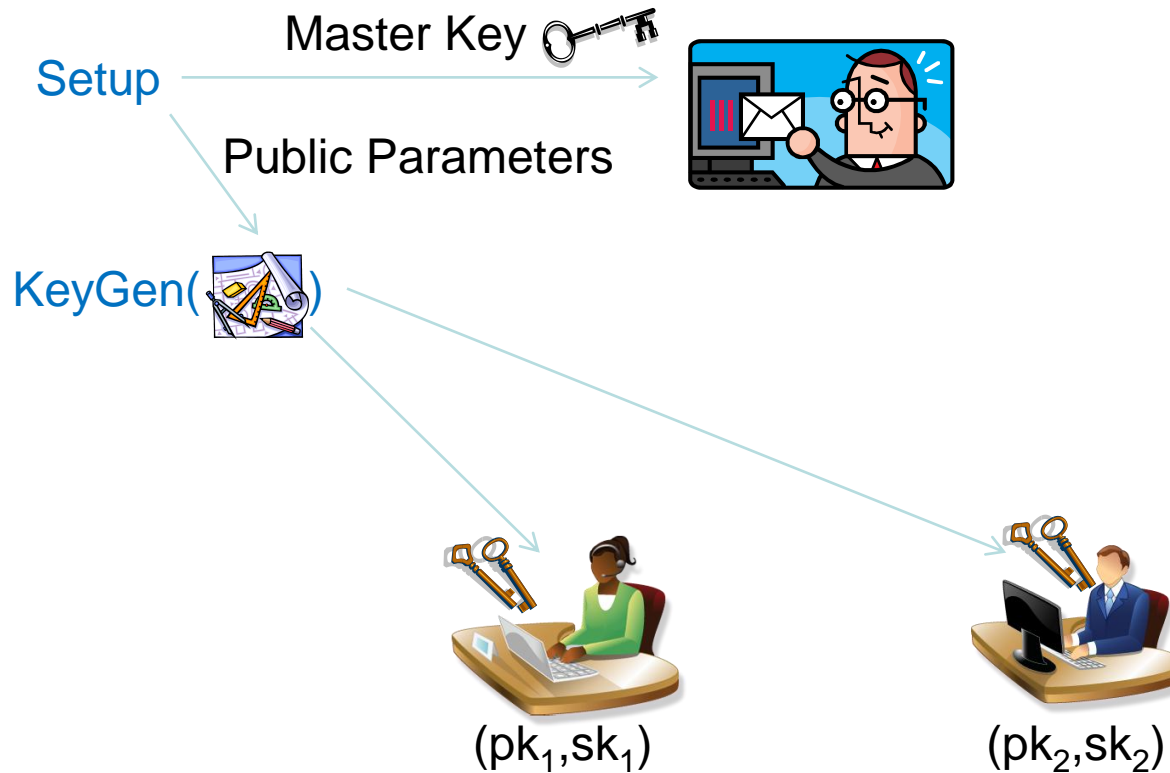 Master Key
Setup
Public Parameters
KeyGen( )
(pk₁,sk₁)
(pk₂,sk₂)